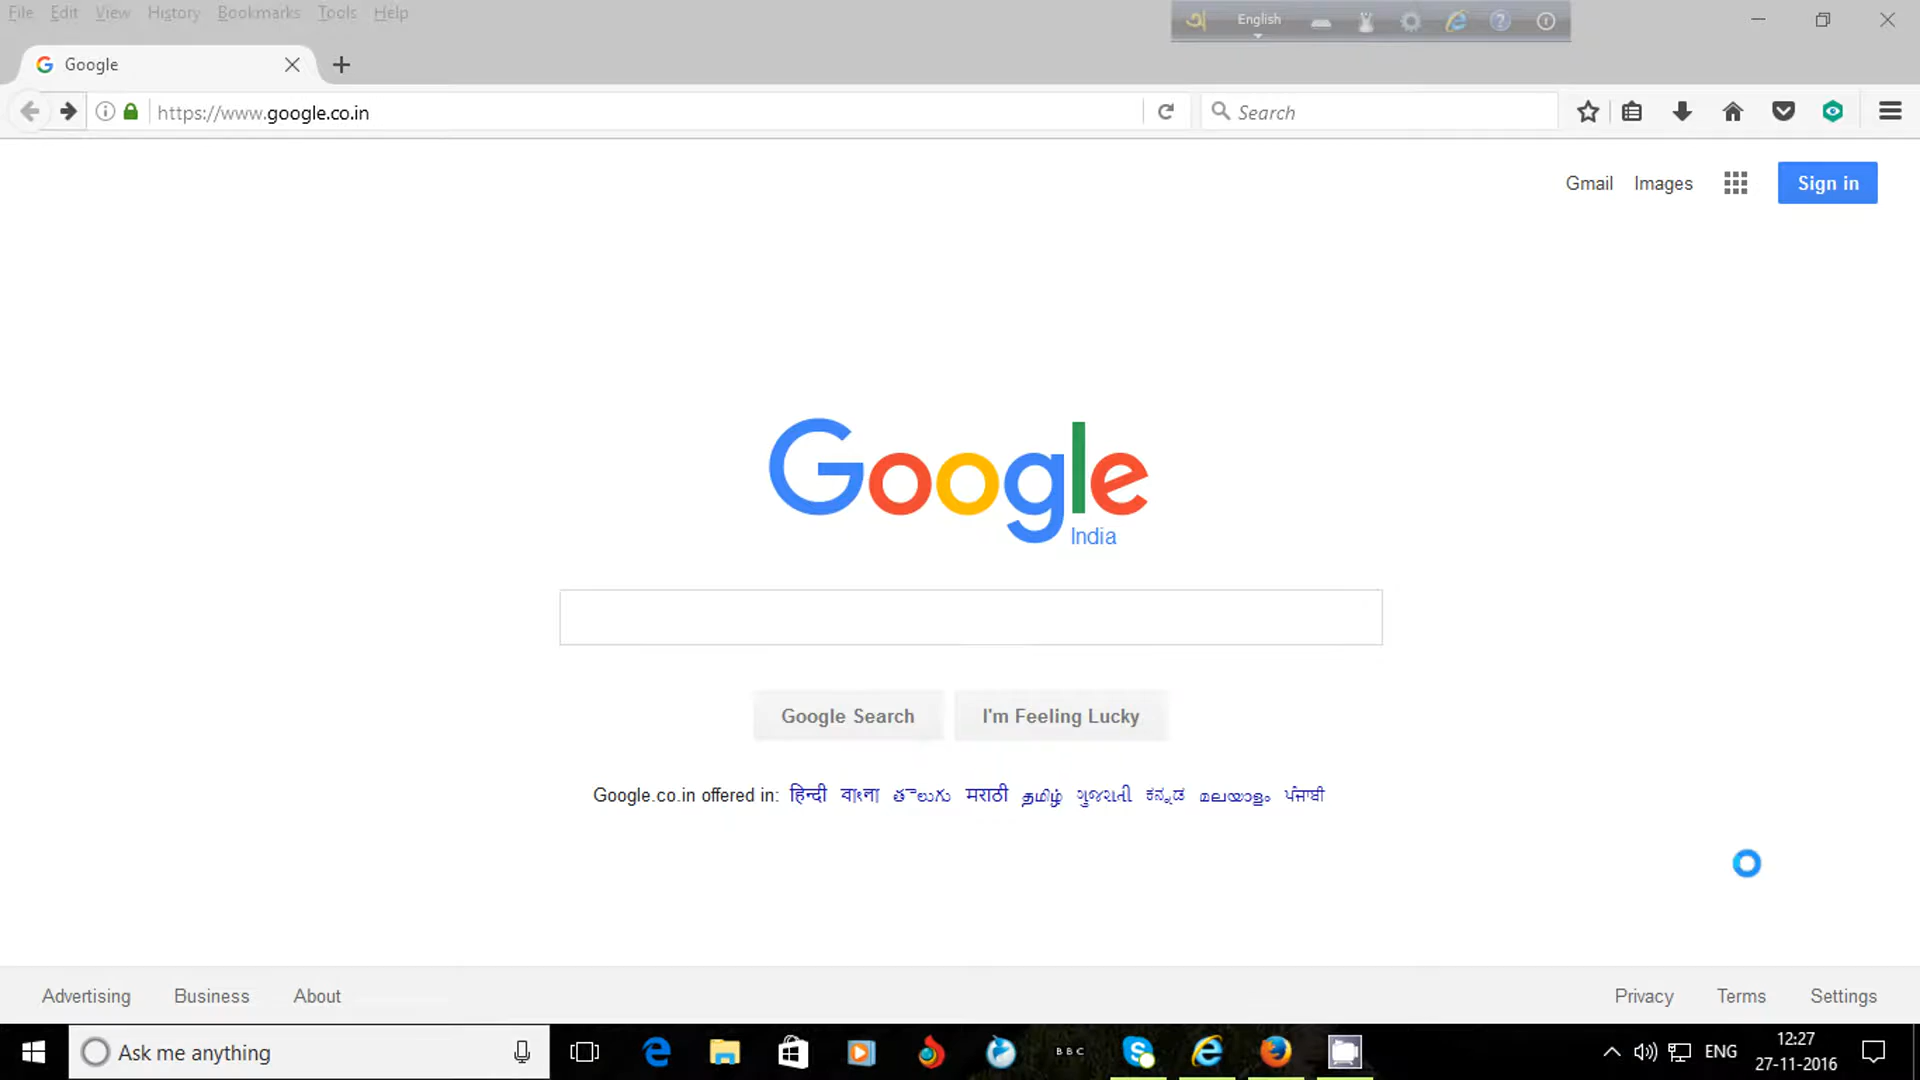 File Edit View History Bookmarks Tools Help
অ English
Google
https://www.google.co.in
Search
Gmail Images Sign in
Google
India
Google Search I'm Feeling Lucky
Google.co.in offered in: हिन्दी বাংলা తెలుగు मराठी தமிழ் ગુજરાતી ಕನ್ನಡ മലയാളം ਪੰਜਾਬੀ
Advertising Business About Privacy Terms Settings
Ask me anything BBC ENG 12:27
27-11-2016